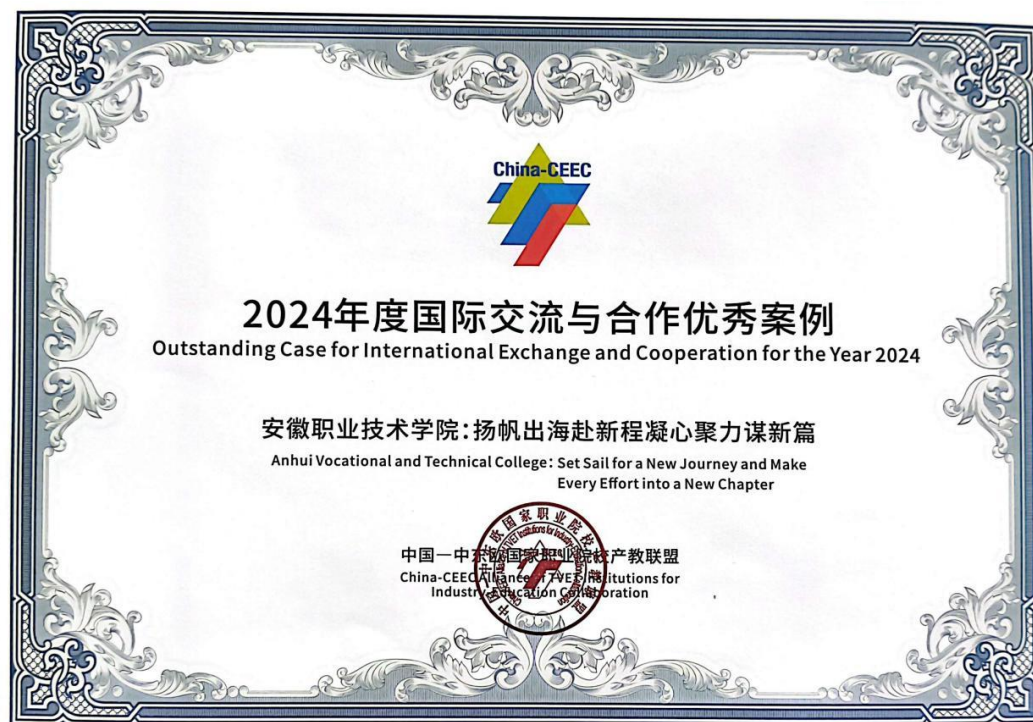 China-CEEC
2024年度国际交流与合作优秀案例
Outstanding Case for International Exchange and Cooperation for the Year 2024
安徽职业技术学院:扬帆出海赴新程凝心聚力谋新篇
Anhui Vocational and Technical College: Set Sail for a New Journey and Make
Every Effort into a New Chapter
中国一中东欧国家职业院校产教联盟
China-CEEC Alliance of TVET Institutions for
Industry-Education Collaboration